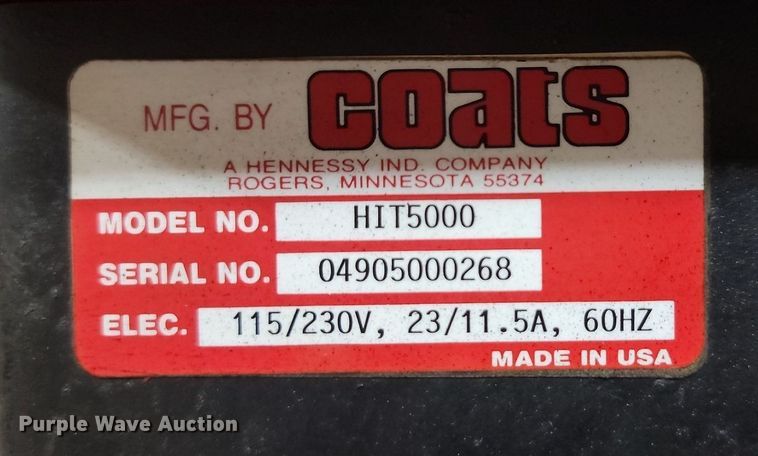 MFG. BY coats
A HENNESSY IND. COMPANY
ROGERS, MINNESOTA 55374
MODEL NO. HIT5000
SERIAL NO. 04905000268
ELEC. 115/230V, 23/11.5A, 60HZ
MADE IN USA
Purple Wave Auction